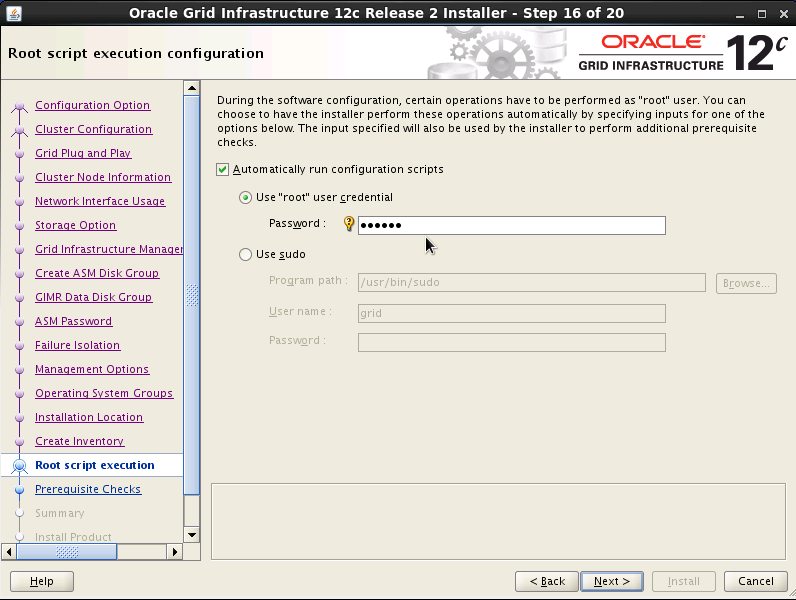 Oracle Grid Infrastructure 12c Release 2 Installer - Step 16 of 20
Root script execution configuration
ORACLE®
GRID INFRASTRUCTURE
12c
Configuration Option
Cluster Configuration
Grid Plug and Play
Cluster Node Information
Network Interface Usage
Storage Option
Grid Infrastructure Manager
Create ASM Disk Group
GIMR Data Disk Group
ASM Password
Failure Isolation
Management Options
Operating System Groups
Installation Location
Create Inventory
Root script execution
Prerequisite Checks
Summary
Install Product
During the software configuration, certain operations have to be performed as "root" user. You can
choose to have the installer perform these operations automatically by specifying inputs for one of the
options below. The input specified will also be used by the installer to perform additional prerequisite
checks.
Automatically run configuration scripts
Use "root" user credential
Password : ••••••
Use sudo
Program path : /usr/bin/sudo Browse...
User name : grid
Password :
Help < Back Next > Install Cancel